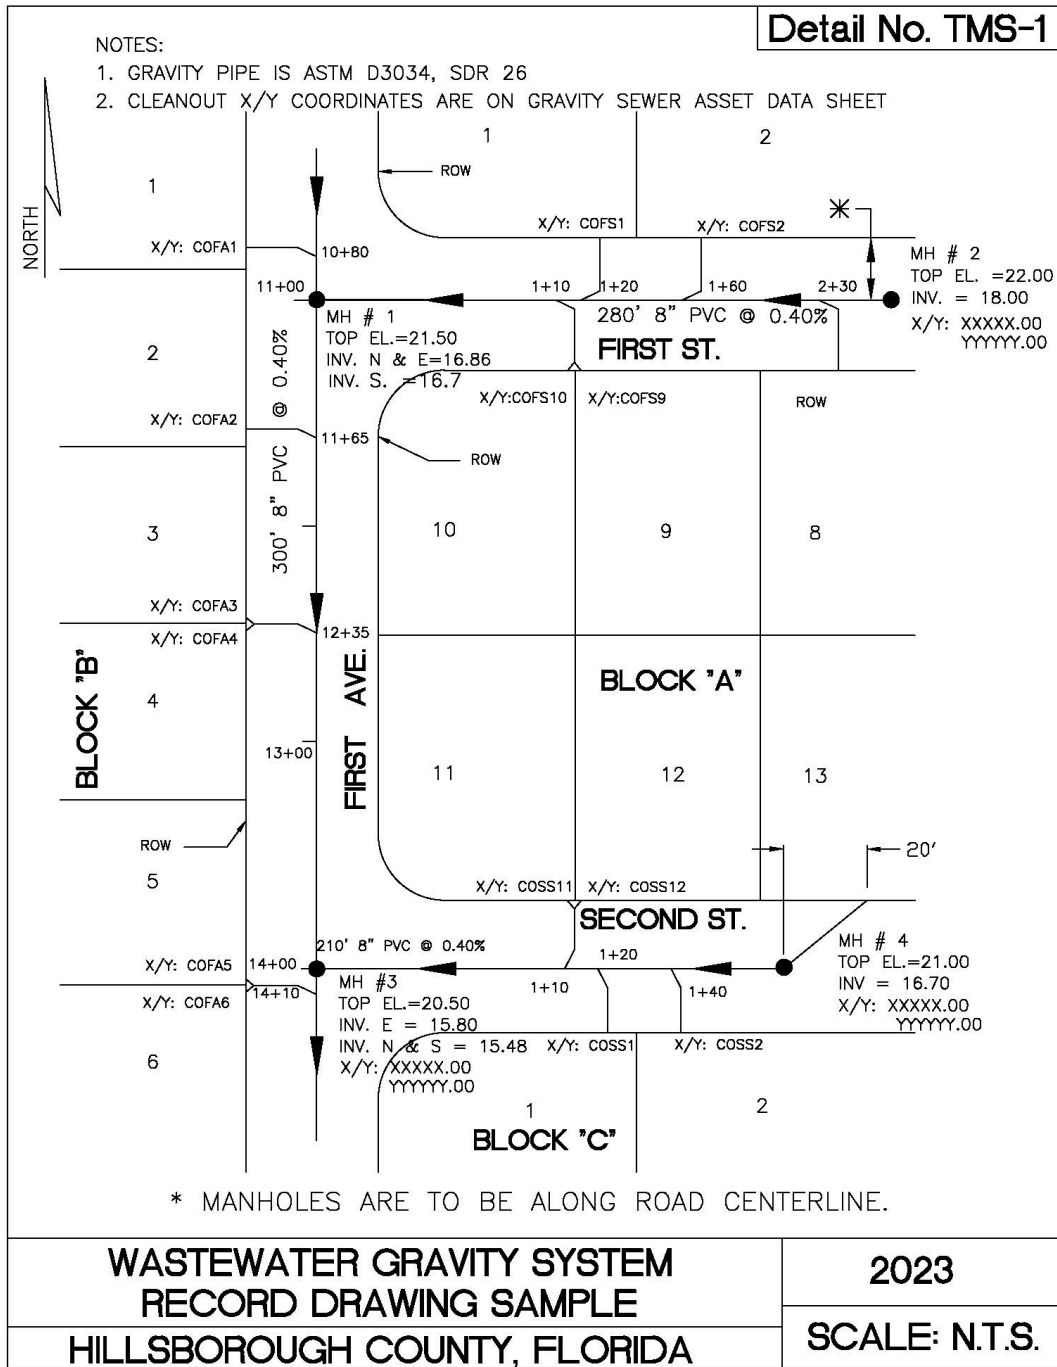 Detail No. TMS-1
NOTES:
1. GRAVITY PIPE IS ASTM D3034, SDR 26
2. CLEANOUT X/Y COORDINATES ARE ON GRAVITY SEWER ASSET DATA SHEET
NORTH
1
2
1
ROW
X/Y: COFS1
X/Y: COFS2
*
X/Y: COFA1
10+80
MH # 2
TOP EL. =22.00
INV. = 18.00
X/Y: XXXXX.00
YYYYYY.00
11+00
1+10
1+20
1+60
2+30
280' 8" PVC @ 0.40%
FIRST ST.
MH # 1
TOP EL.=21.50
INV. N & E=16.86
INV. S. =16.7
2
300' 8" PVC @ 0.40%
X/Y:COFS10
X/Y:COFS9
ROW
X/Y: COFA2
11+65
ROW
3
10
9
8
X/Y: COFA3
12+35
X/Y: COFA4
BLOCK "B"
4
FIRST AVE.
BLOCK "A"
13+00
11
12
13
ROW
5
20'
X/Y: COSS11
X/Y: COSS12
SECOND ST.
210' 8" PVC @ 0.40%
X/Y: COFA5
14+00
1+20
MH # 4
TOP EL.=21.00
INV = 16.70
X/Y: XXXXX.00
YYYYYY.00
X/Y: COFA6
14+10
1+10
1+40
MH #3
TOP EL.=20.50
INV. E = 15.80
INV. N & S = 15.48
X/Y: XXXXX.00
YYYYYY.00
X/Y: COSS1
X/Y: COSS2
6
1
2
BLOCK "C"
* MANHOLES ARE TO BE ALONG ROAD CENTERLINE.
WASTEWATER GRAVITY SYSTEM
RECORD DRAWING SAMPLE
HILLSBOROUGH COUNTY, FLORIDA
2023
SCALE: N.T.S.